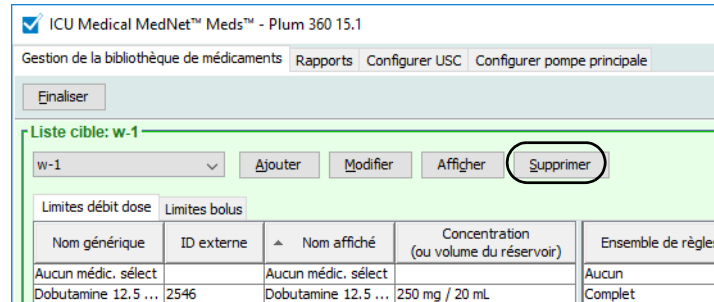 ICU Medical MedNet™ Meds™ - Plum 360 15.1
Gestion de la bibliothèque de médicaments Rapports Configurer USC Configurer pompe principale
Finaliser
Liste cible: w-1
w-1 Ajouter Modifier Afficher Supprimer
Limites débit dose Limites bolus
Nom générique ID externe Nom affiché Concentration Ensemble de règles
(ou volume du réservoir)
Aucun médic. sélect Aucun médic. sélect Aucun
Dobutamine 12.5 ... 2546 Dobutamine 12.5 ... 250 mg / 20 mL Complet